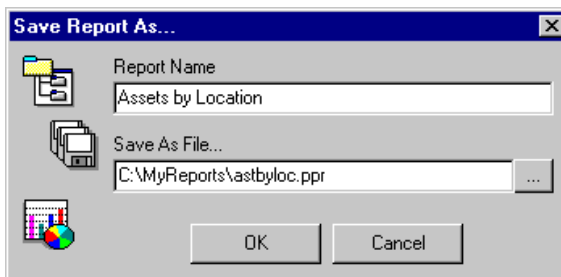 Save Report As...
Report Name
Assets by Location
Save As File...
C:\MyReports\astbyloc.ppr
...
OK
Cancel